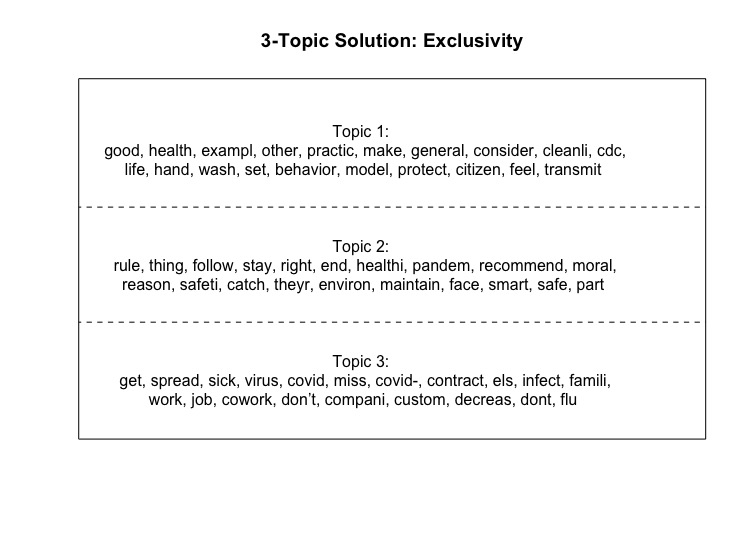 3-Topic Solution: Exclusivity
Topic 1:
good, health, exampl, other, practic, make, general, consider, cleanli, cdc,
life, hand, wash, set, behavior, model, protect, citizen, feel, transmit
Topic 2:
rule, thing, follow, stay, right, end, healthi, pandem, recommend, moral,
reason, safeti, catch, theyr, environ, maintain, face, smart, safe, part
Topic 3:
get, spread, sick, virus, covid, miss, covid-, contract, els, infect, famili,
work, job, cowork, don’t, compani, custom, decreas, dont, flu